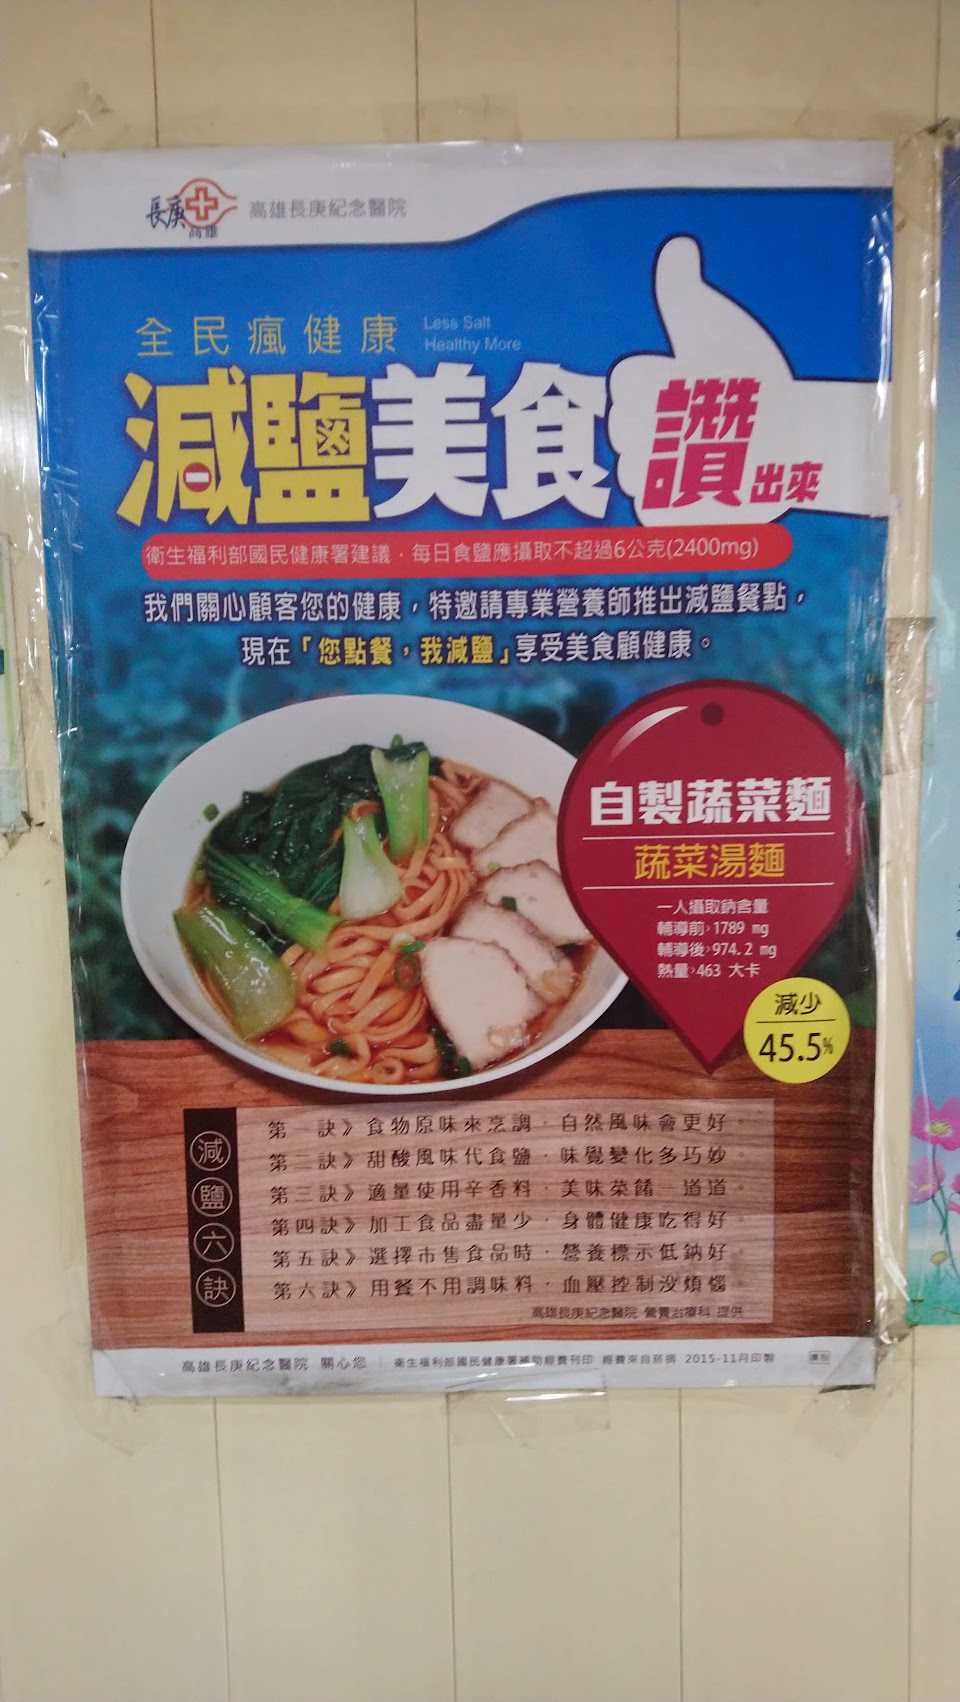 長庚
高雄
高雄長庚紀念醫院
全民瘋健康
Less Salt
Healthy More
減鹽美食讚出來
衛生福利部國民健康署建議，每日食鹽應攝取不超過6公克(2400mg)
我們關心顧客您的健康，特邀請專業營養師推出減鹽餐點，
現在「您點餐，我減鹽」享受美食顧健康。
自製蔬菜麵
蔬菜湯麵
一人攝取鈉含量
輔導前›1789 mg
輔導後›974.2 mg
熱量›463 大卡
減少
45.5%
減鹽六訣
第一訣》食物原味來烹調，自然風味會更好。
第二訣》甜酸風味代食鹽，味覺變化多巧妙。
第三訣》適量使用辛香料，美味菜餚一道道。
第四訣》加工食品盡量少，身體健康吃得好。
第五訣》選擇市售食品時，營養標示低鈉好。
第六訣》用餐不用調味料，血壓控制沒煩惱。
高雄長庚紀念醫院 營養治療科 提供
高雄長庚紀念醫院 關心您｜衛生福利部國民健康署補助經費刊印 經費來自菸捐 2015-11月印製 廣告